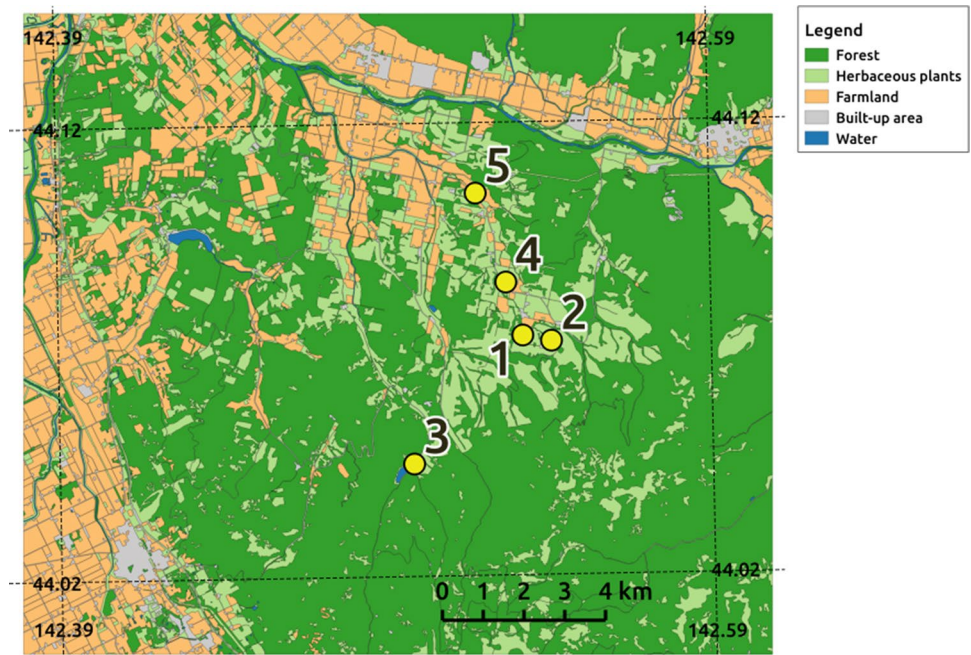 142.39
142.59
Legend
Forest
Herbaceous plants
Farmland
Built-up area
Water
44.12
44.12
5
4
2
1
3
44.02
44.02
0 1 2 3 4 km
142.39
142.59